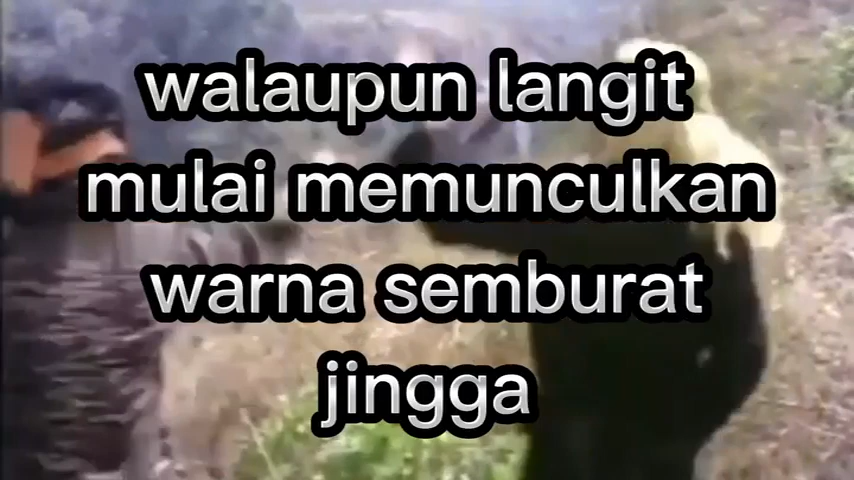 walaupun langit
mulai memunculkan
warna semburat
jingga